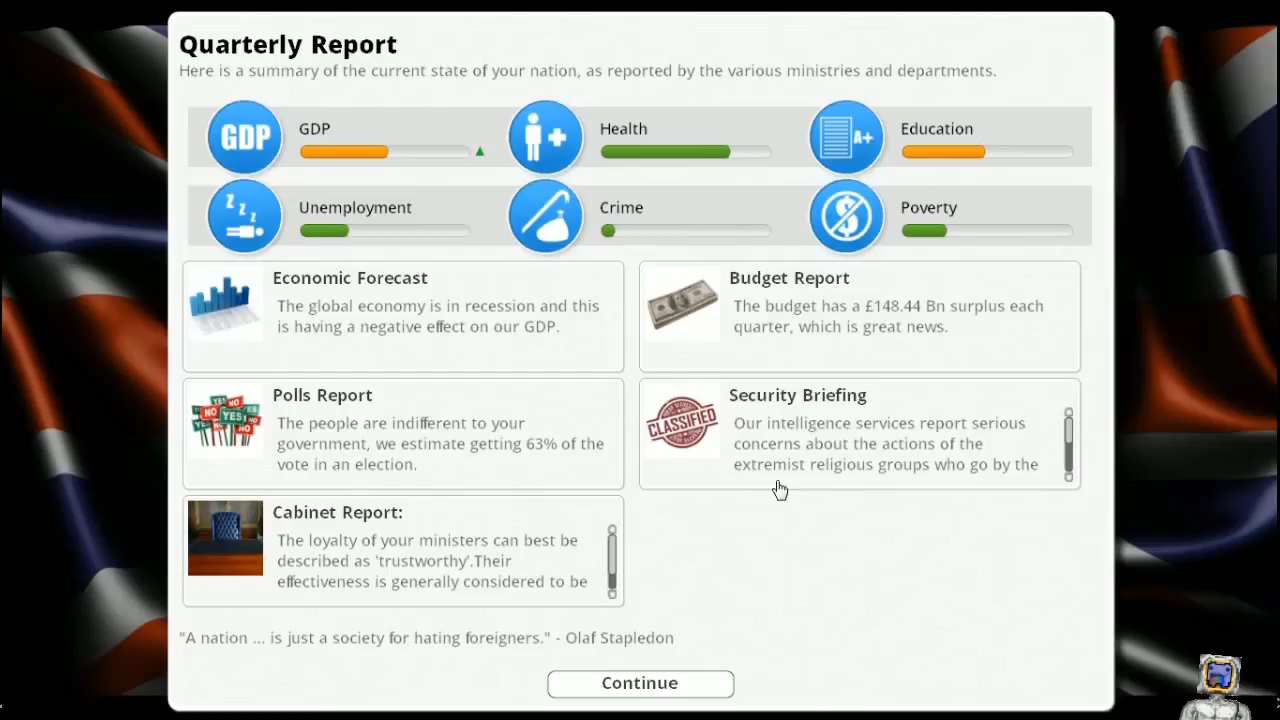 Quarterly Report
Here is a summary of the current state of your nation, as reported by the various ministries and departments.
GDP
GDP
Health
A+
Education
z z z
Unemployment
Crime
$
Poverty
Economic Forecast
The global economy is in recession and this
is having a negative effect on our GDP.
Budget Report
The budget has a £148.44 Bn surplus each
quarter, which is great news.
NO NO YES YES
Polls Report
The people are indifferent to your
government, we estimate getting 63% of the
vote in an election.
CLASSIFIED
Security Briefing
Our intelligence services report serious
concerns about the actions of the
extremist religious groups who go by the
Cabinet Report:
The loyalty of your ministers can best be
described as 'trustworthy'.Their
effectiveness is generally considered to be
"A nation ... is just a society for hating foreigners." - Olaf Stapledon
Continue